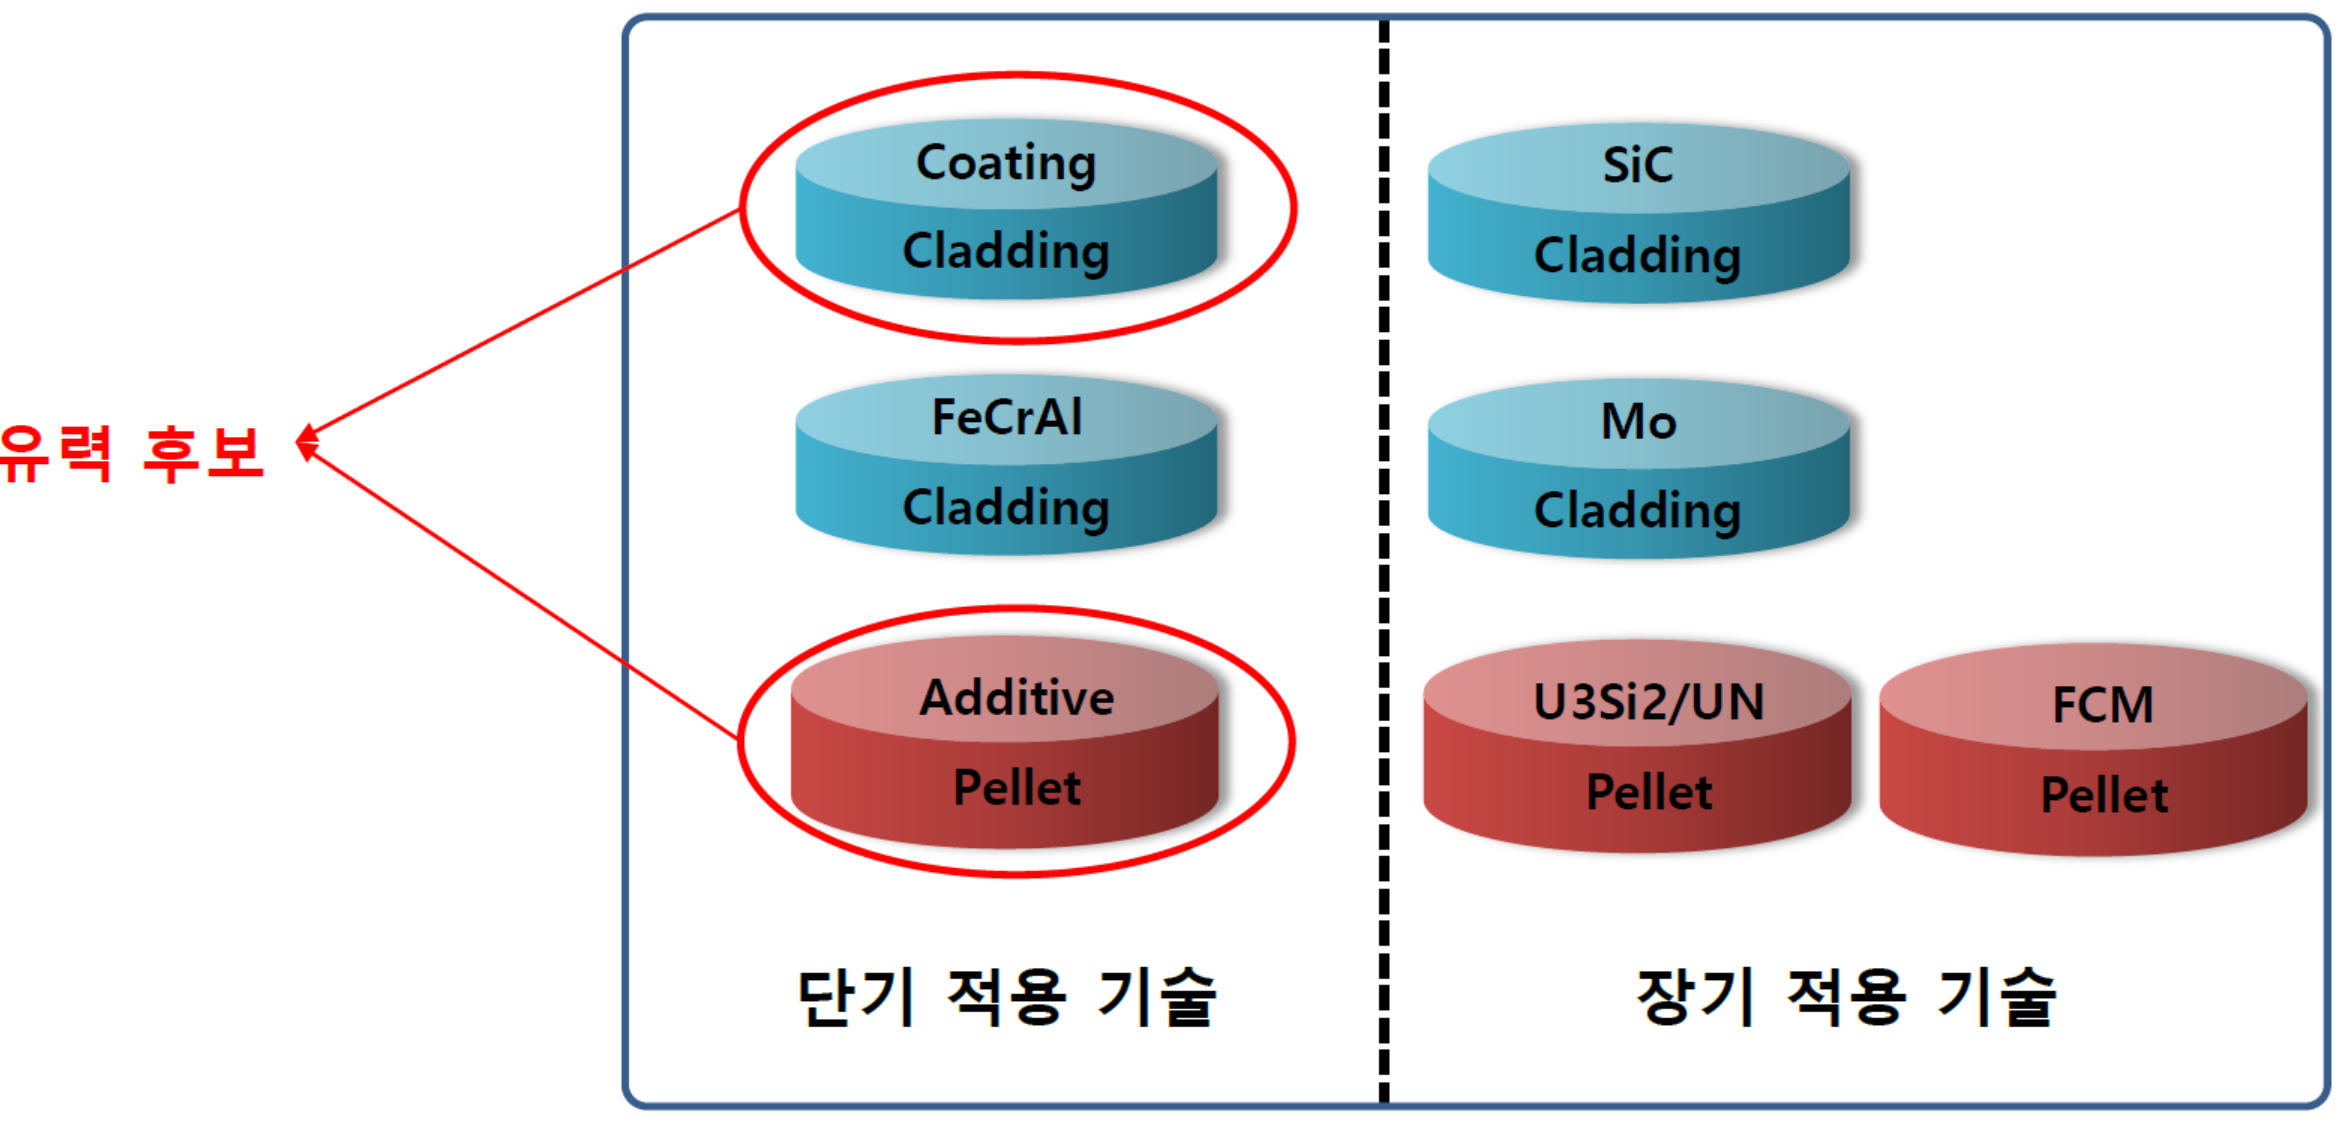 Coating
Cladding
SiC
Cladding
유력 후보
FeCrAl
Cladding
Mo
Cladding
Additive
Pellet
U3Si2/UN
Pellet
FCM
Pellet
단기 적용 기술
장기 적용 기술